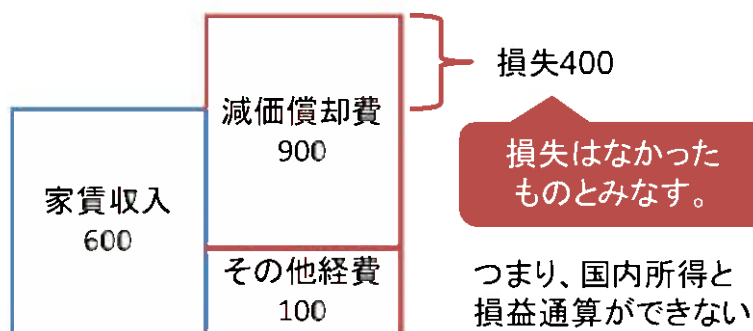 損失400
減価償却費
900
損失はなかった
ものとみなす。
家賃収入
600
その他経費
100
つまり、国内所得と
損益通算ができない